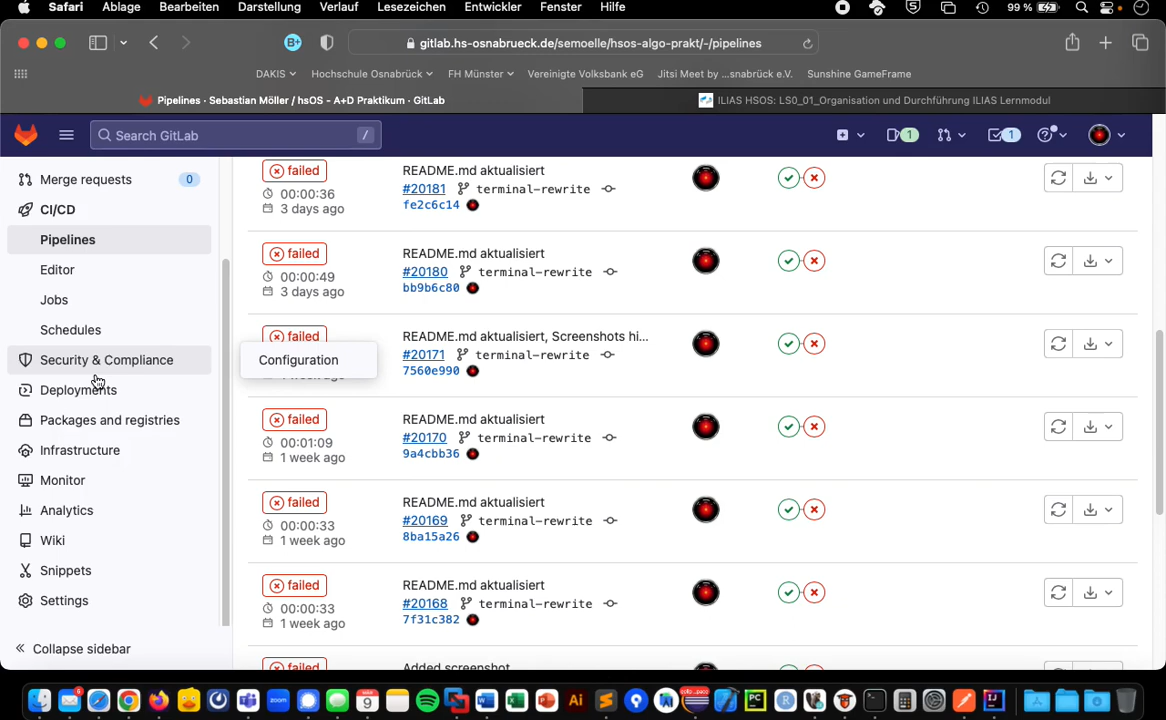 Safari Ablage Bearbeiten Darstellung Verlauf Lesezeichen Entwickler Fenster Hilfe 5 99 %
B+ gitlab.hs-osnabrueck.de/semoelle/hsos-algo-prakt/-/pipelines
DAKIS Hochschule Osnabrück FH Münster Vereinigte Volksbank eG Jitsi Meet by ...snabrück e.V. Sunshine GameFrame
Pipelines · Sebastian Möller / hsOS - A+D Praktikum · GitLab ILIAS HSOS: LS0_01_Organisation und Durchführung ILIAS Lernmodul
Search GitLab / 1 1
Merge requests 0
CI/CD
Pipelines
Editor
Jobs
Schedules
Security & Compliance
Configuration
Deployments
Packages and registries
Infrastructure
Monitor
Analytics
Wiki
Snippets
Settings
Collapse sidebar
failed README.md aktualisiert
00:00:36 #20181 terminal-rewrite
3 days ago fe2c6c14
failed README.md aktualisiert
00:00:49 #20180 terminal-rewrite
3 days ago bb9b6c80
failed README.md aktualisiert, Screenshots hi...
#20171 terminal-rewrite
7560e990
failed README.md aktualisiert
00:01:09 #20170 terminal-rewrite
1 week ago 9a4cbb36
failed README.md aktualisiert
00:00:33 #20169 terminal-rewrite
1 week ago 8ba15a26
failed README.md aktualisiert
00:00:33 #20168 terminal-rewrite
1 week ago 7f31c382
failed Added screenshot
zoom 9 W X P Ai PC R